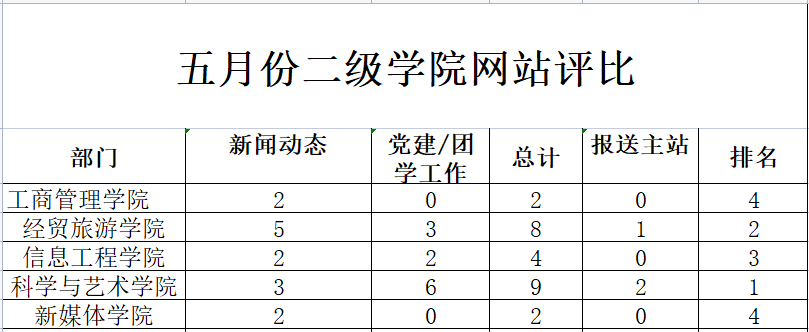 五月份二级学院网站评比
部门 新闻动态 党建/团学工作 总计 报送主站 排名
工商管理学院 2 0 2 0 4
经贸旅游学院 5 3 8 1 2
信息工程学院 2 2 4 0 3
科学与艺术学院 3 6 9 2 1
新媒体学院 2 0 2 0 4